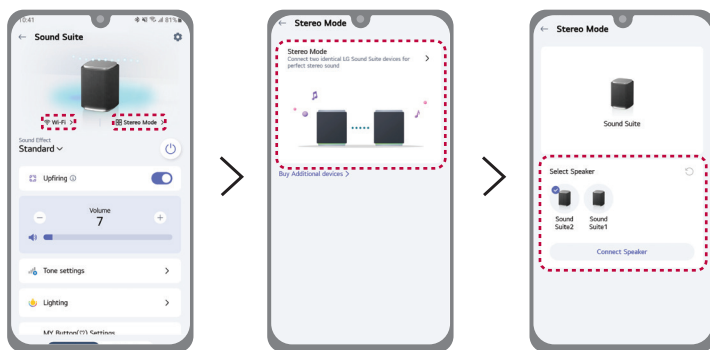 10:41
81%
← Sound Suite
Wi-Fi >
Stereo Mode >
Sound Effect
Standard
Upfiring
Volume
7
Tone settings >
Lighting >
MY Button(♡) Settings
← Stereo Mode
Stereo Mode
Connect two identical LG Sound Suite devices for
perfect stereo sound
Buy Additional devices >
← Stereo Mode
Sound Suite
Select Speaker
Sound
Suite2
Sound
Suite1
Connect Speaker